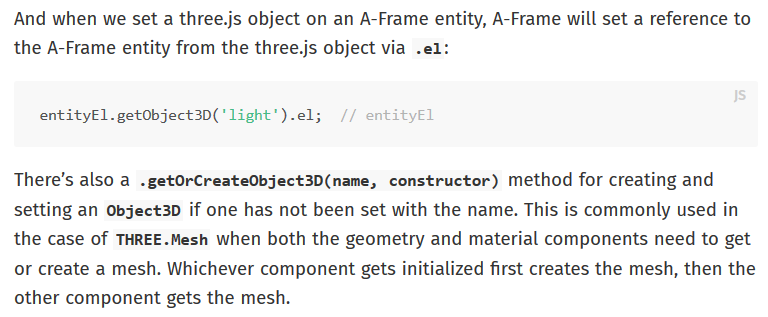 And when we set a three.js object on an A-Frame entity, A-Frame will set a reference to
the A-Frame entity from the three.js object via .el:
JS
entityEl.getObject3D('light').el;  // entityEl
There’s also a .getOrCreateObject3D(name, constructor) method for creating and
setting an Object3D if one has not been set with the name. This is commonly used in
the case of THREE.Mesh when both the geometry and material components need to get
or create a mesh. Whichever component gets initialized first creates the mesh, then the
other component gets the mesh.